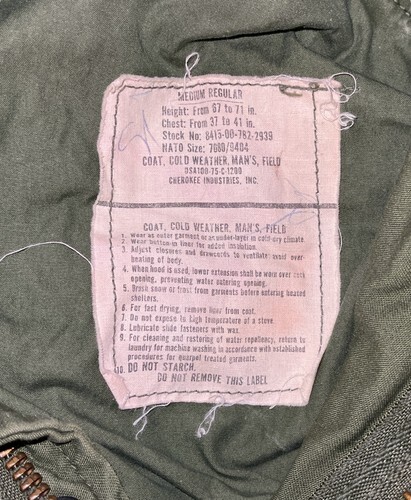 MEDIUM REGULAR
Height: From 67 to 71 in.
Chest: From 37 to 41 in.
Stock No: 8415-00-782-2939
NATO Size: 7080/9404
COAT, COLD WEATHER, MAN'S, FIELD
DSA100-75-C-1200
CHEROKEE INDUSTRIES, INC.
COAT, COLD WEATHER, MAN'S, FIELD
1. Wear as outer garment or as under-layer in cold-dry climate.
2. Wear button-in liner for added insulation.
3. Adjust closures and drawcords to ventilate; avoid over-
heating of body.
4. When hood is used, lower extension shall be worn over coat
opening, preventing water entering opening.
5. Brush snow or frost from garments before entering heated
shelters.
6. For fast drying, remove liner from coat.
7. Do not expose to high temperature of a stove.
8. Lubricate slide fasteners with wax.
9. For cleaning and restoring of water repellency, return to
laundry for machine washing in accordance with established
procedures for quarpel treated garments.
10. DO NOT STARCH.
DO NOT REMOVE THIS LABEL